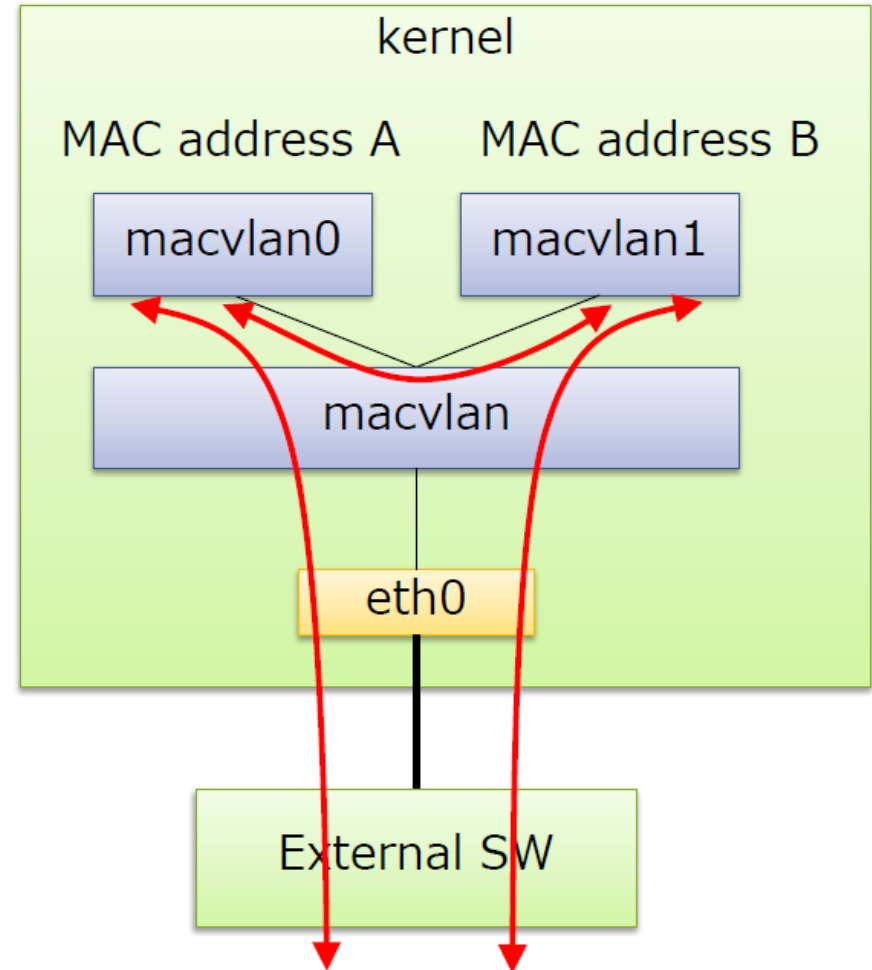 kernel
MAC address A
MAC address B
macvlan0
macvlan1
macvlan
eth0
External SW